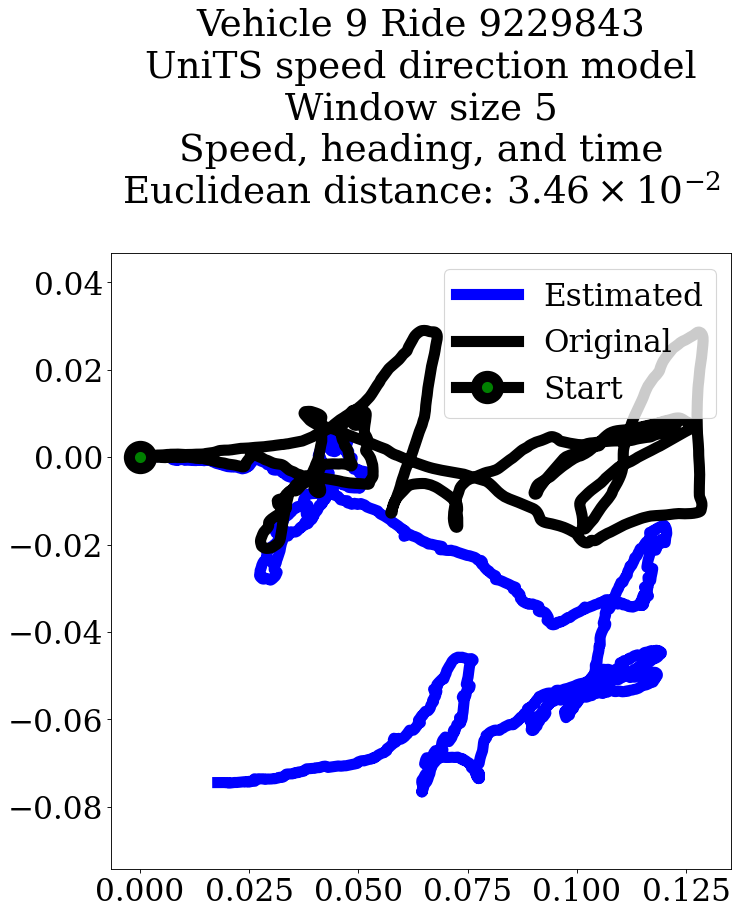 Vehicle 9 Ride 9229843
UniTS speed direction model
Window size 5
Speed, heading, and time
Euclidean distance: 3.46 × 10⁻²
0.04
0.02
0.00
−0.02
−0.04
−0.06
−0.08
Estimated
Original
Start
0.000 0.025 0.050 0.075 0.100 0.125